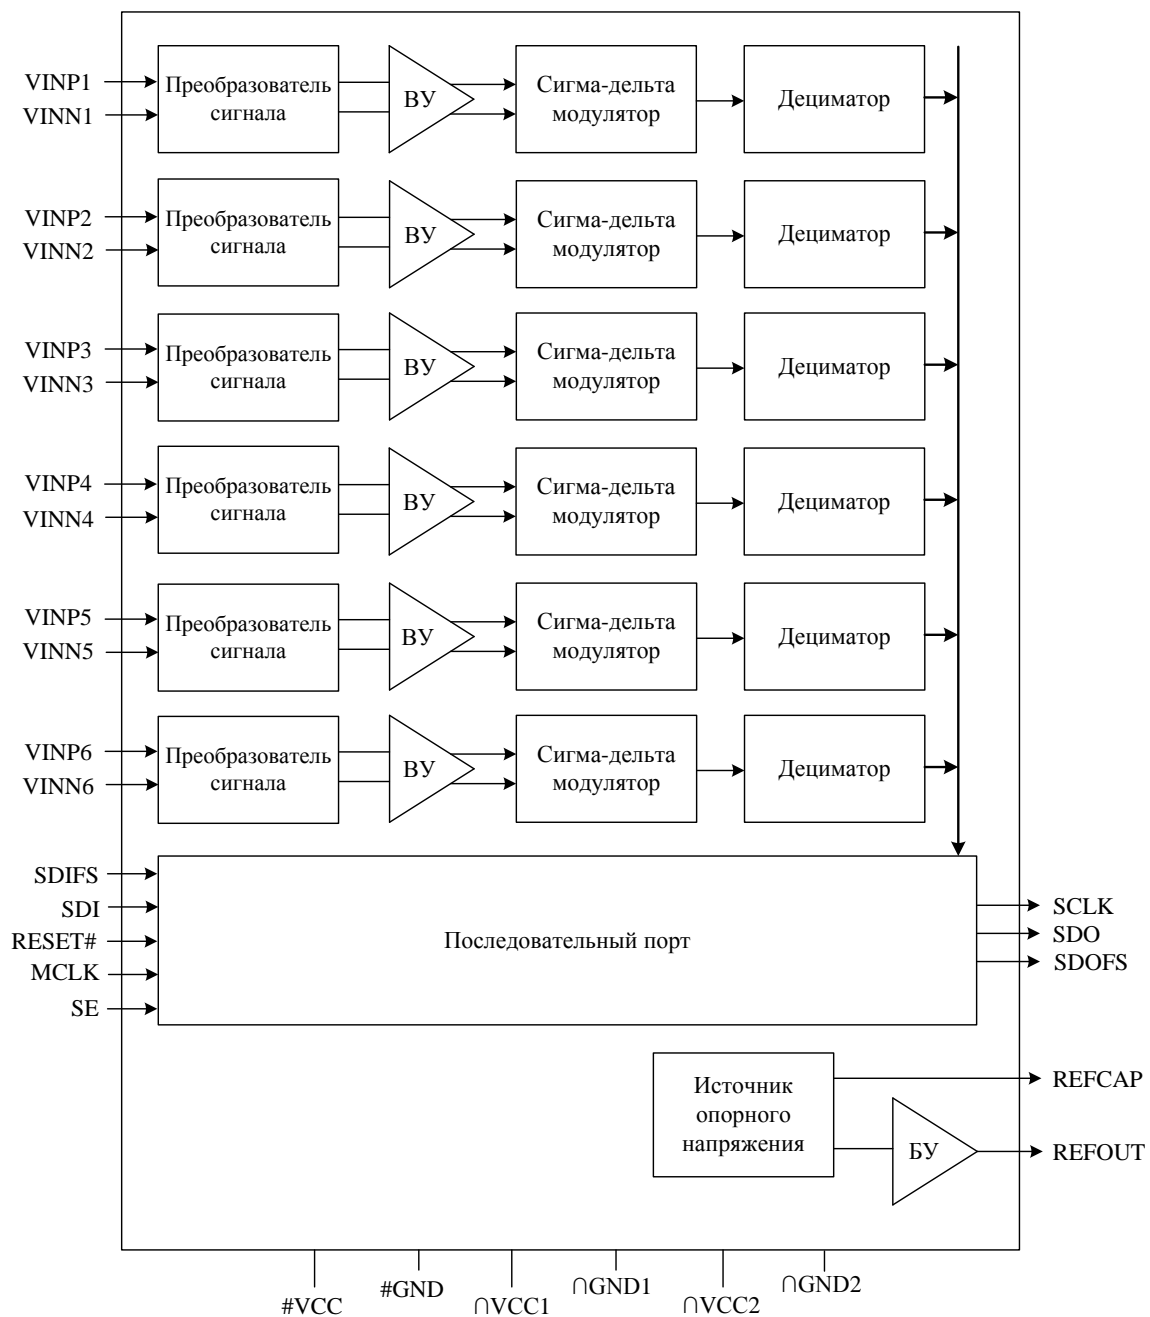 VINP1
VINN1
Преобразователь
сигнала
ВУ
Сигма-дельта
модулятор
Дециматор
VINP2
VINN2
Преобразователь
сигнала
ВУ
Сигма-дельта
модулятор
Дециматор
VINP3
VINN3
Преобразователь
сигнала
ВУ
Сигма-дельта
модулятор
Дециматор
VINP4
VINN4
Преобразователь
сигнала
ВУ
Сигма-дельта
модулятор
Дециматор
VINP5
VINN5
Преобразователь
сигнала
ВУ
Сигма-дельта
модулятор
Дециматор
VINP6
VINN6
Преобразователь
сигнала
ВУ
Сигма-дельта
модулятор
Дециматор
SDIFS
SDI
RESET#
MCLK
SE
Последовательный порт
SCLK
SDO
SDOFS
Источник
опорного
напряжения
REFCAP
БУ
REFOUT
#VCC
#GND
∩VCC1
∩GND1
∩VCC2
∩GND2